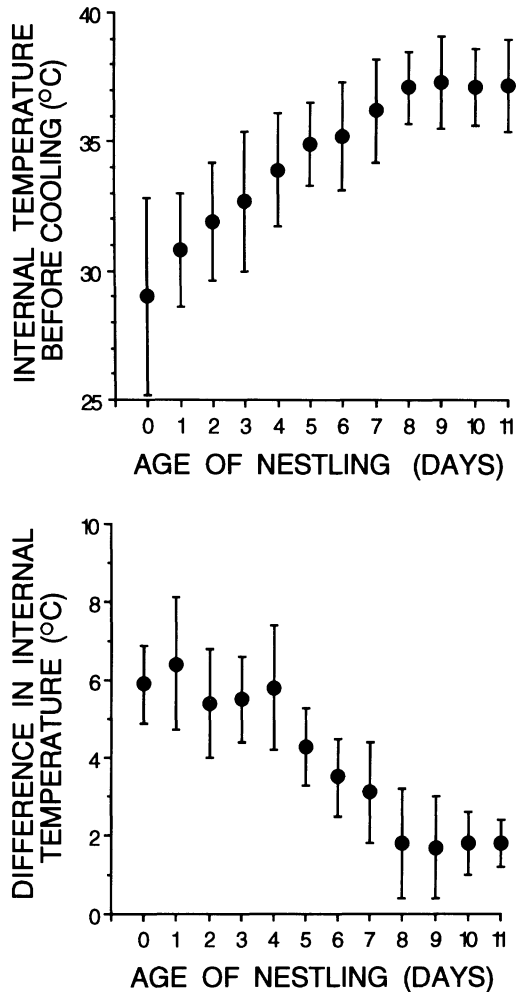 INTERNAL TEMPERATURE
BEFORE COOLING (°C)
40
35
30
25
0 1 2 3 4 5 6 7 8 9 10 11
AGE OF NESTLING (DAYS)
DIFFERENCE IN INTERNAL
TEMPERATURE (°C)
10
8
6
4
2
0
0 1 2 3 4 5 6 7 8 9 10 11
AGE OF NESTLING (DAYS)